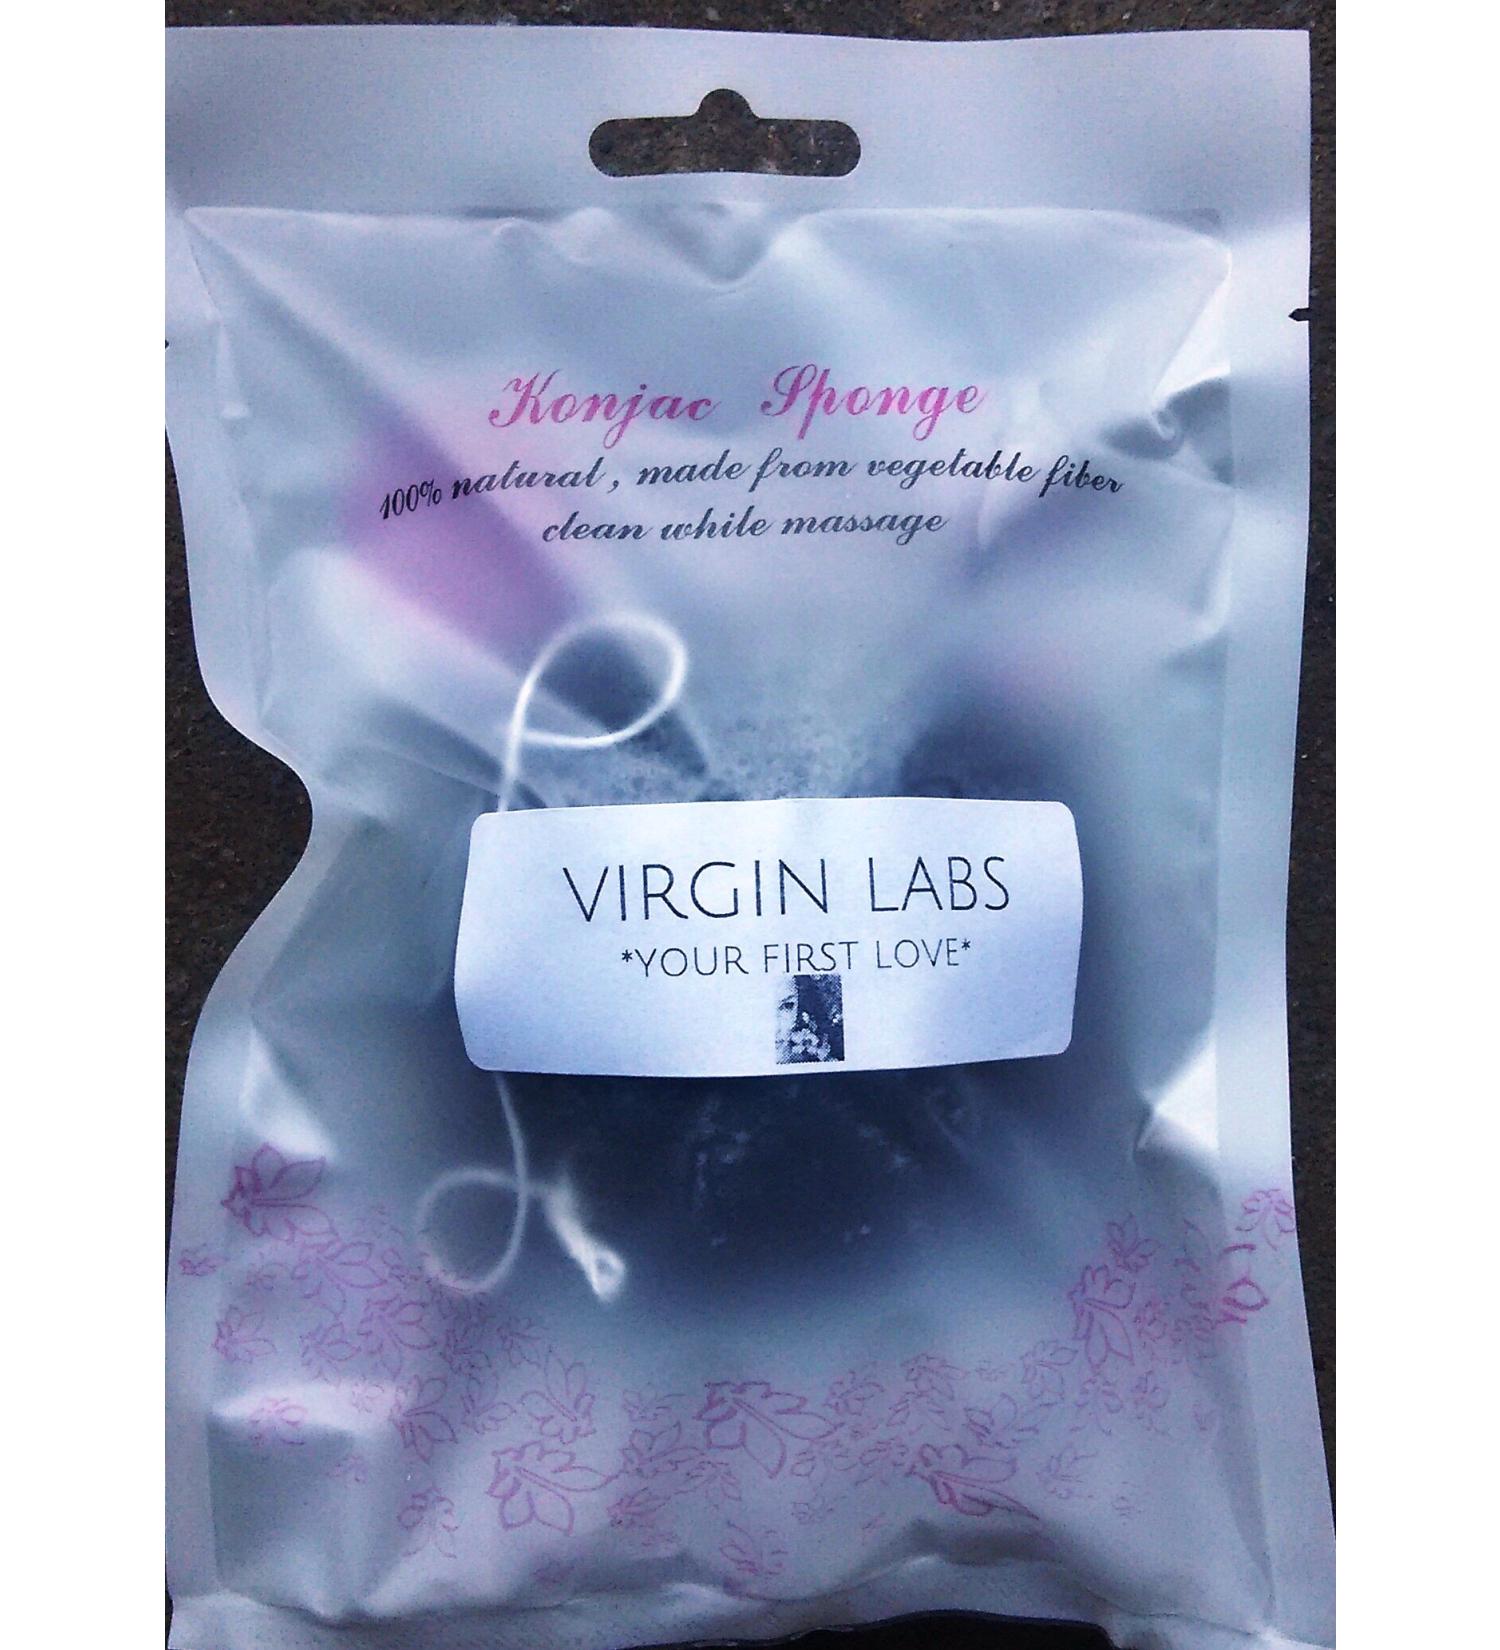 Konjac Sponge
100% natural, made from vegetable fiber
clean while massage
VIRGIN LABS
*YOUR FIRST LOVE*